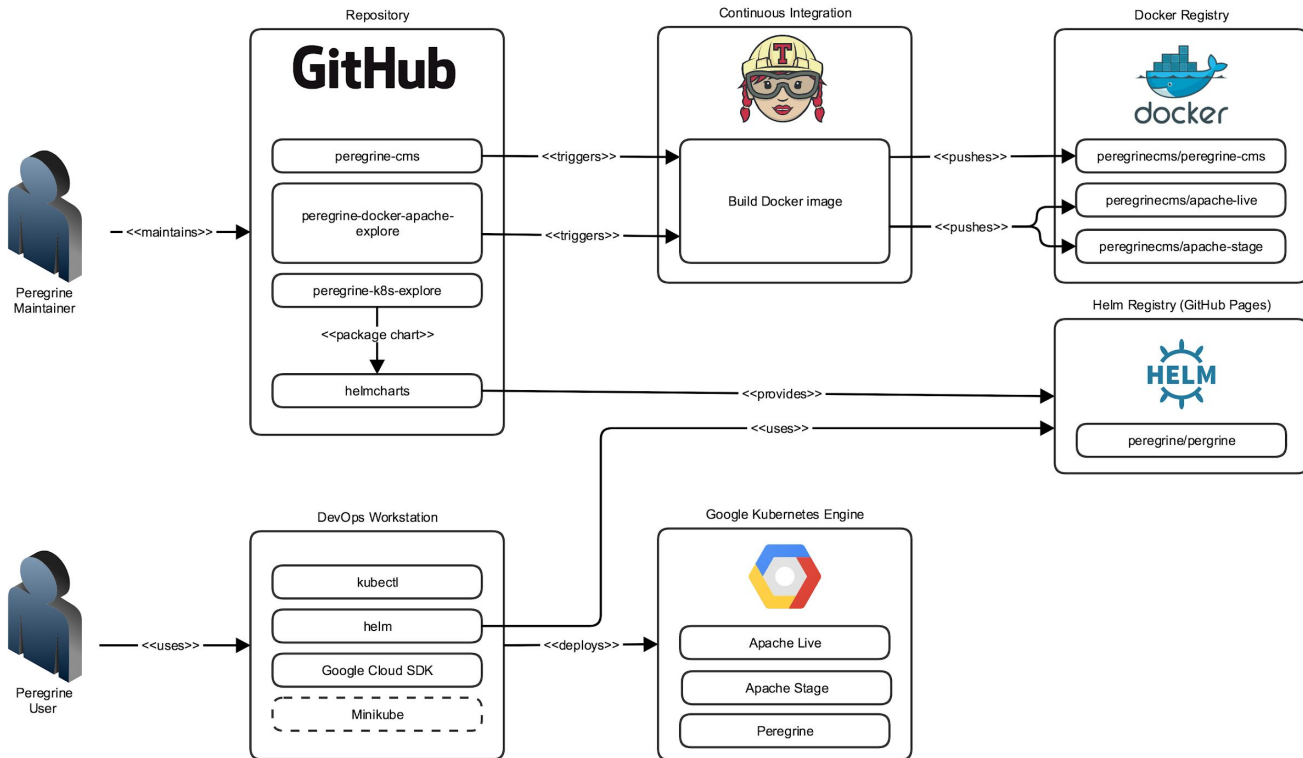 Repository
Continuous Integration
Docker Registry
GitHub
T
docker
peregrine-cms
<<triggers>>
<<pushes>>
peregrinecms/peregrine-cms
peregrine-docker-apache-
explore
Build Docker image
peregrinecms/apache-live
<<maintains>>
<<triggers>>
<<pushes>>
peregrinecms/apache-stage
Peregrine
Maintainer
peregrine-k8s-explore
<<package chart>>
helmcharts
Helm Registry (GitHub Pages)
HELM
<<provides>>
<<uses>>
peregrine/pergrine
DevOps Workstation
Google Kubernetes Engine
kubectl
helm
<<uses>>
<<deploys>>
Apache Live
Google Cloud SDK
Apache Stage
Peregrine
User
Minikube
Peregrine